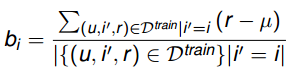 b_i = \frac{\sum_{(u,i',r) \in \mathcal{D}^{train} | i'=i} (r - \mu)}{|\{(u,i',r) \in \mathcal{D}^{train}\} | i'=i|}